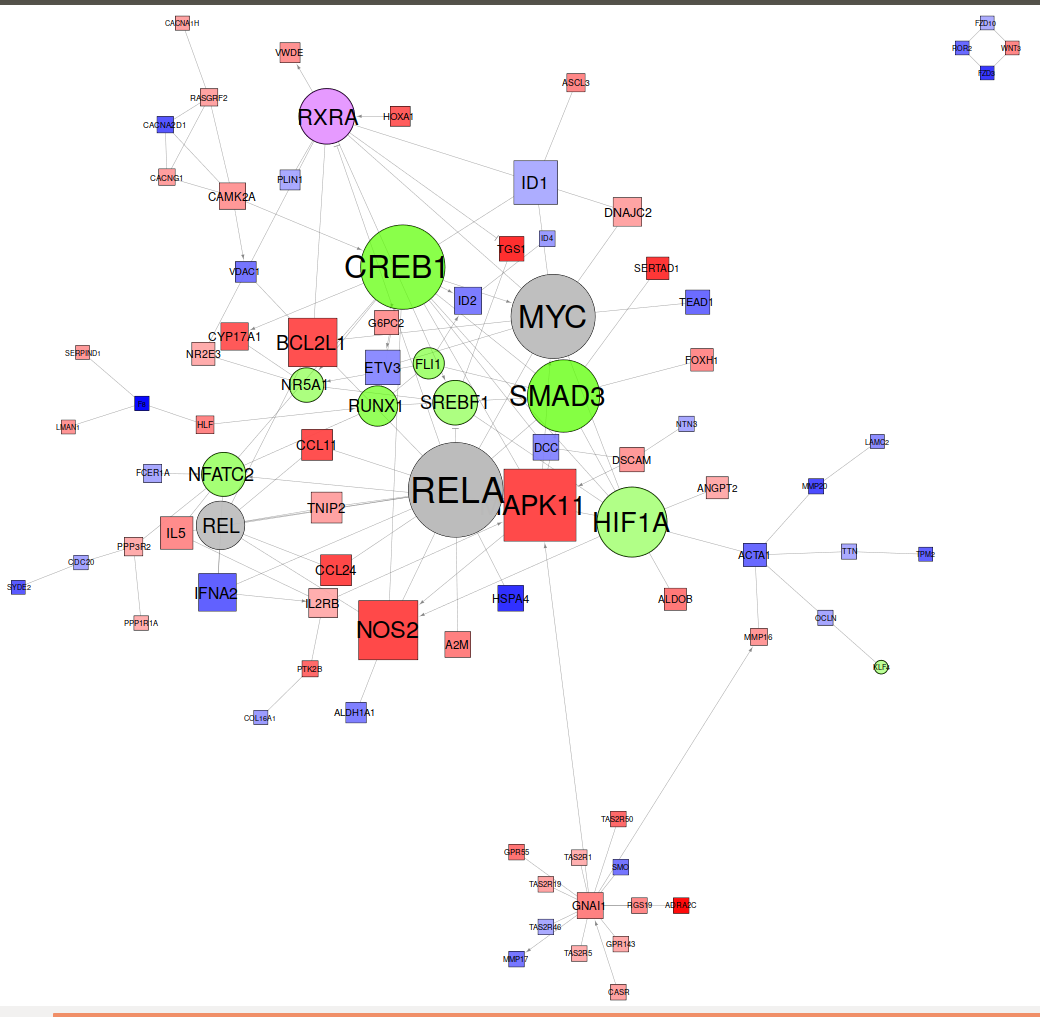 CACNA1H
FZD10
ROR2
WNT3
FZD3
VWDE
ASCL3
RASGRF2
RXRA
HOXA1
CACNA2D1
CACNG1
PLIN1
ID1
CAMK2A
DNAJC2
TGS1
ID4
CREB1
SERTAD1
VDAC1
ID2
TEAD1
MYC
G6PC2
CYP17A1
BCL2L1
SERPIND1
NR2E3
FOXH1
ETV3
FLI1
NR5A1
SMAD3
RUNX1
SREBF1
LMAN1
HLF
NTN3
CCL11
DCC
LAMC2
DSCAM
FCER1A
NFATC2
RELA
ANGPT2
MMP20
TNIP2
APK11
HIF1A
REL
IL5
PPP3R2
TTN
TPM2
ACTA1
CDC20
CCL24
SYDE2
IFNA2
IL2RB
HSPA4
ALDOB
OCLN
PPP1R1A
NOS2
A2M
MMP16
PTK2B
KLF4
COL16A1
ALDH1A1
TAS2R50
GPR55
TAS2R1
SMO
TAS2R19
GNAI1
RGS19
ADRA2C
TAS2R46
GPR143
TAS2R5
MMP17
CASR